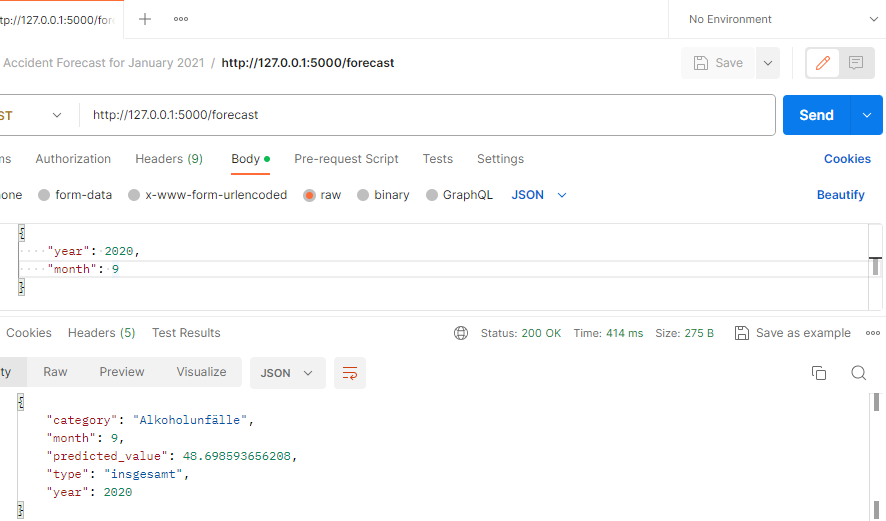 tp://127.0.0.1:5000/for
No Environment
Accident Forecast for January 2021 / http://127.0.0.1:5000/forecast
Save
ST http://127.0.0.1:5000/forecast Send
ms Authorization Headers (9) Body Pre-request Script Tests Settings Cookies
none form-data x-www-form-urlencoded raw binary GraphQL JSON Beautify
{
"year": 2020,
"month": 9
}
Cookies Headers (5) Test Results Status: 200 OK Time: 414 ms Size: 275 B Save as example
ty Raw Preview Visualize JSON
{
"category": "Alkoholunfälle",
"month": 9,
"predicted_value": 48.698593656208,
"type": "insgesamt",
"year": 2020
}